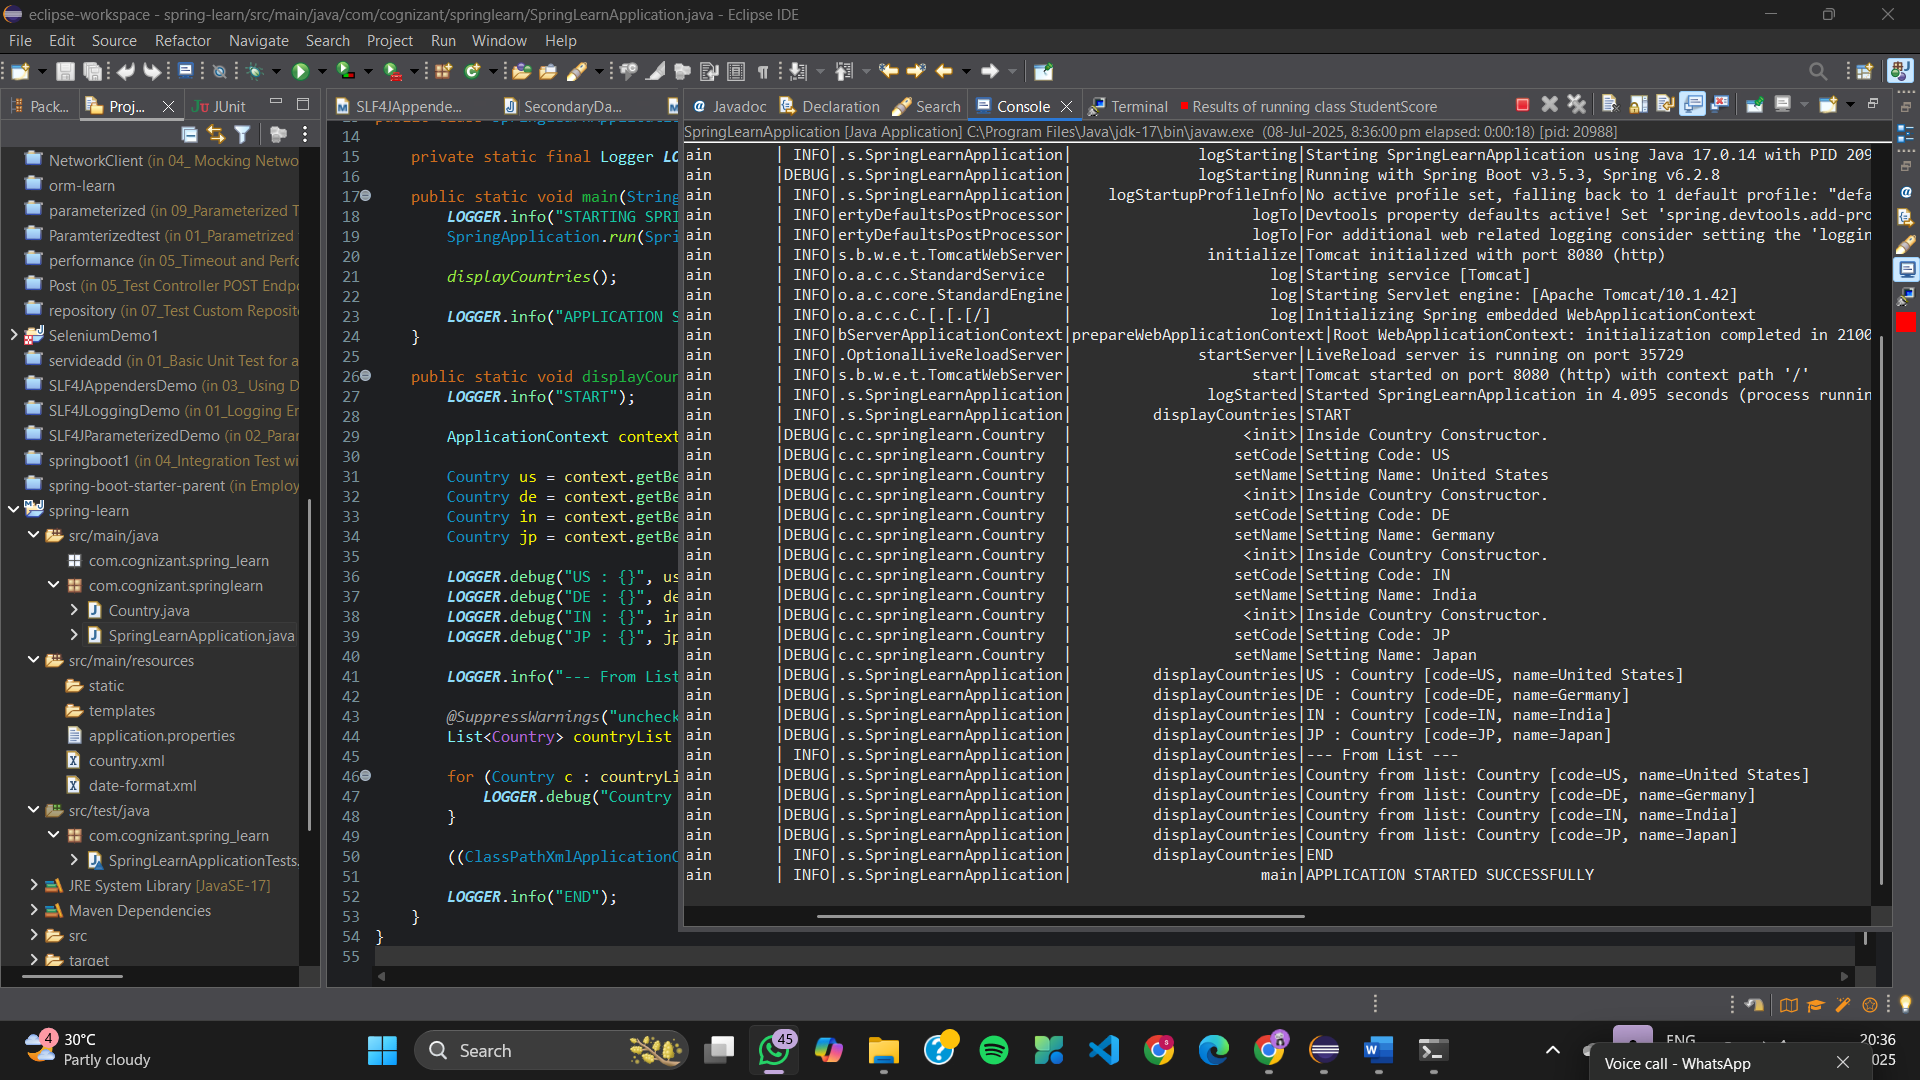 eclipse-workspace - spring-learn/src/main/java/com/cognizant/springlearn/SpringLearnApplication.java - Eclipse IDE
File Edit Source Refactor Navigate Search Project Run Window Help
Pack... Proj... JUnit
NetworkClient (in 04_ Mocking Netwo
orm-learn
parameterized (in 09_Parameterized T
Paramterizedtest (in 01_Parametrized
performance (in 05_Timeout and Perfo
Post (in 05_Test Controller POST Endpo
repository (in 07_Test Custom Reposit
SeleniumDemo1
servideadd (in 01_Basic Unit Test for a
SLF4JAppendersDemo (in 03_Using D
SLF4JLoggingDemo (in 01_Logging Er
SLF4JParameterizedDemo (in 02_Para
springboot1 (in 04_Integration Test wi
spring-boot-starter-parent (in Employ
spring-learn
src/main/java
com.cognizant.spring_learn
com.cognizant.springlearn
Country.java
SpringLearnApplication.java
src/main/resources
static
templates
application.properties
country.xml
date-format.xml
src/test/java
com.cognizant.spring_learn
SpringLearnApplicationTests.
JRE System Library [JavaSE-17]
Maven Dependencies
src
target
SLF4JAppende... SecondaryDa...
14
15 private static final Logger LO
16
17 public static void main(String
18 LOGGER.info("STARTING SPRI
19 SpringApplication.run(Spri
20
21 displayCountries();
22
23 LOGGER.info("APPLICATION S
24 }
25
26 public static void displayCour
27 LOGGER.info("START");
28
29 ApplicationContext context
30
31 Country us = context.getBe
32 Country de = context.getBe
33 Country in = context.getBe
34 Country jp = context.getBe
35
36 LOGGER.debug("US : {}", us
37 LOGGER.debug("DE : {}", de
38 LOGGER.debug("IN : {}", in
39 LOGGER.debug("JP : {}", jp
40
41 LOGGER.info("--- From List
42
43 @SuppressWarnings("uncheck
44 List<Country> countryList
45
46 for (Country c : countryLi
47 LOGGER.debug("Country
48 }
49
50 ((ClassPathXmlApplicationC
51
52 LOGGER.info("END");
53 }
54 }
55
Javadoc Declaration Search Console Terminal Results of running class StudentScore
SpringLearnApplication [Java Application] C:\Program Files\Java\jdk-17\bin\javaw.exe (08-Jul-2025, 8:36:00 pm elapsed: 0:00:18) [pid: 20988]
ain | INFO|.s.SpringLearnApplication| logStarting|Starting SpringLearnApplication using Java 17.0.14 with PID 209
ain |DEBUG|.s.SpringLearnApplication| logStarting|Running with Spring Boot v3.5.3, Spring v6.2.8
ain | INFO|.s.SpringLearnApplication| logStartupProfileInfo|No active profile set, falling back to 1 default profile: "defa
ain | INFO|ertyDefaultsPostProcessor| logTo|Devtools property defaults active! Set 'spring.devtools.add-pro
ain | INFO|ertyDefaultsPostProcessor| logTo|For additional web related logging consider setting the 'loggin
ain | INFO|s.b.w.e.t.TomcatWebServer| initialize|Tomcat initialized with port 8080 (http)
ain | INFO|o.a.c.c.StandardService | log|Starting service [Tomcat]
ain | INFO|o.a.c.core.StandardEngine| log|Starting Servlet engine: [Apache Tomcat/10.1.42]
ain | INFO|o.a.c.c.C.[.[.[/] | log|Initializing Spring embedded WebApplicationContext
ain | INFO|bServerApplicationContext|prepareWebApplicationContext|Root WebApplicationContext: initialization completed in 2100
ain | INFO|.OptionalLiveReloadServer| startServer|LiveReload server is running on port 35729
ain | INFO|s.b.w.e.t.TomcatWebServer| start|Tomcat started on port 8080 (http) with context path '/'
ain | INFO|.s.SpringLearnApplication| logStarted|Started SpringLearnApplication in 4.095 seconds (process runnin
ain | INFO|.s.SpringLearnApplication| displayCountries|START
ain |DEBUG|c.c.springlearn.Country | <init>|Inside Country Constructor.
ain |DEBUG|c.c.springlearn.Country | setCode|Setting Code: US
ain |DEBUG|c.c.springlearn.Country | setName|Setting Name: United States
ain |DEBUG|c.c.springlearn.Country | <init>|Inside Country Constructor.
ain |DEBUG|c.c.springlearn.Country | setCode|Setting Code: DE
ain |DEBUG|c.c.springlearn.Country | setName|Setting Name: Germany
ain |DEBUG|c.c.springlearn.Country | <init>|Inside Country Constructor.
ain |DEBUG|c.c.springlearn.Country | setCode|Setting Code: IN
ain |DEBUG|c.c.springlearn.Country | setName|Setting Name: India
ain |DEBUG|c.c.springlearn.Country | <init>|Inside Country Constructor.
ain |DEBUG|c.c.springlearn.Country | setCode|Setting Code: JP
ain |DEBUG|c.c.springlearn.Country | setName|Setting Name: Japan
ain |DEBUG|.s.SpringLearnApplication| displayCountries|US : Country [code=US, name=United States]
ain |DEBUG|.s.SpringLearnApplication| displayCountries|DE : Country [code=DE, name=Germany]
ain |DEBUG|.s.SpringLearnApplication| displayCountries|IN : Country [code=IN, name=India]
ain |DEBUG|.s.SpringLearnApplication| displayCountries|JP : Country [code=JP, name=Japan]
ain | INFO|.s.SpringLearnApplication| displayCountries|--- From List ---
ain |DEBUG|.s.SpringLearnApplication| displayCountries|Country from list: Country [code=US, name=United States]
ain |DEBUG|.s.SpringLearnApplication| displayCountries|Country from list: Country [code=DE, name=Germany]
ain |DEBUG|.s.SpringLearnApplication| displayCountries|Country from list: Country [code=IN, name=India]
ain |DEBUG|.s.SpringLearnApplication| displayCountries|Country from list: Country [code=JP, name=Japan]
ain | INFO|.s.SpringLearnApplication| displayCountries|END
ain | INFO|.s.SpringLearnApplication| main|APPLICATION STARTED SUCCESSFULLY
4
30°C
Partly cloudy
Search
45
ENG
20:36
025
Voice call - WhatsApp